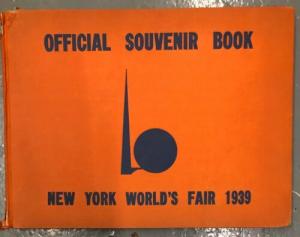 OFFICIAL SOUVENIR BOOK
NEW YORK WORLD'S FAIR 1939